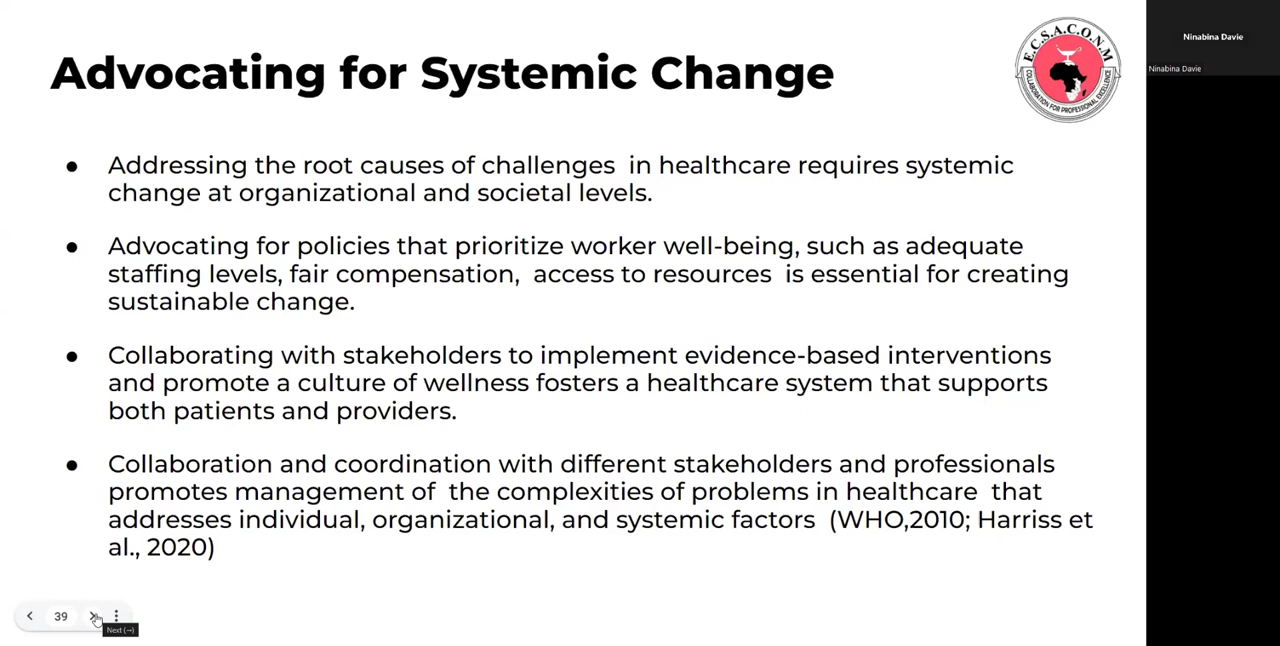 Advocating for Systemic Change
E.C.S.A.C.O.N.M
COLLABORATION FOR PROFESSIONAL EXCELLENCE
Ninabina Davie
Ninabina Davie
● Addressing the root causes of challenges in healthcare requires systemic
change at organizational and societal levels.
● Advocating for policies that prioritize worker well-being, such as adequate
staffing levels, fair compensation, access to resources is essential for creating
sustainable change.
● Collaborating with stakeholders to implement evidence-based interventions
and promote a culture of wellness fosters a healthcare system that supports
both patients and providers.
● Collaboration and coordination with different stakeholders and professionals
promotes management of the complexities of problems in healthcare that
addresses individual, organizational, and systemic factors (WHO,2010; Harriss et
al., 2020)
39
Next (→)